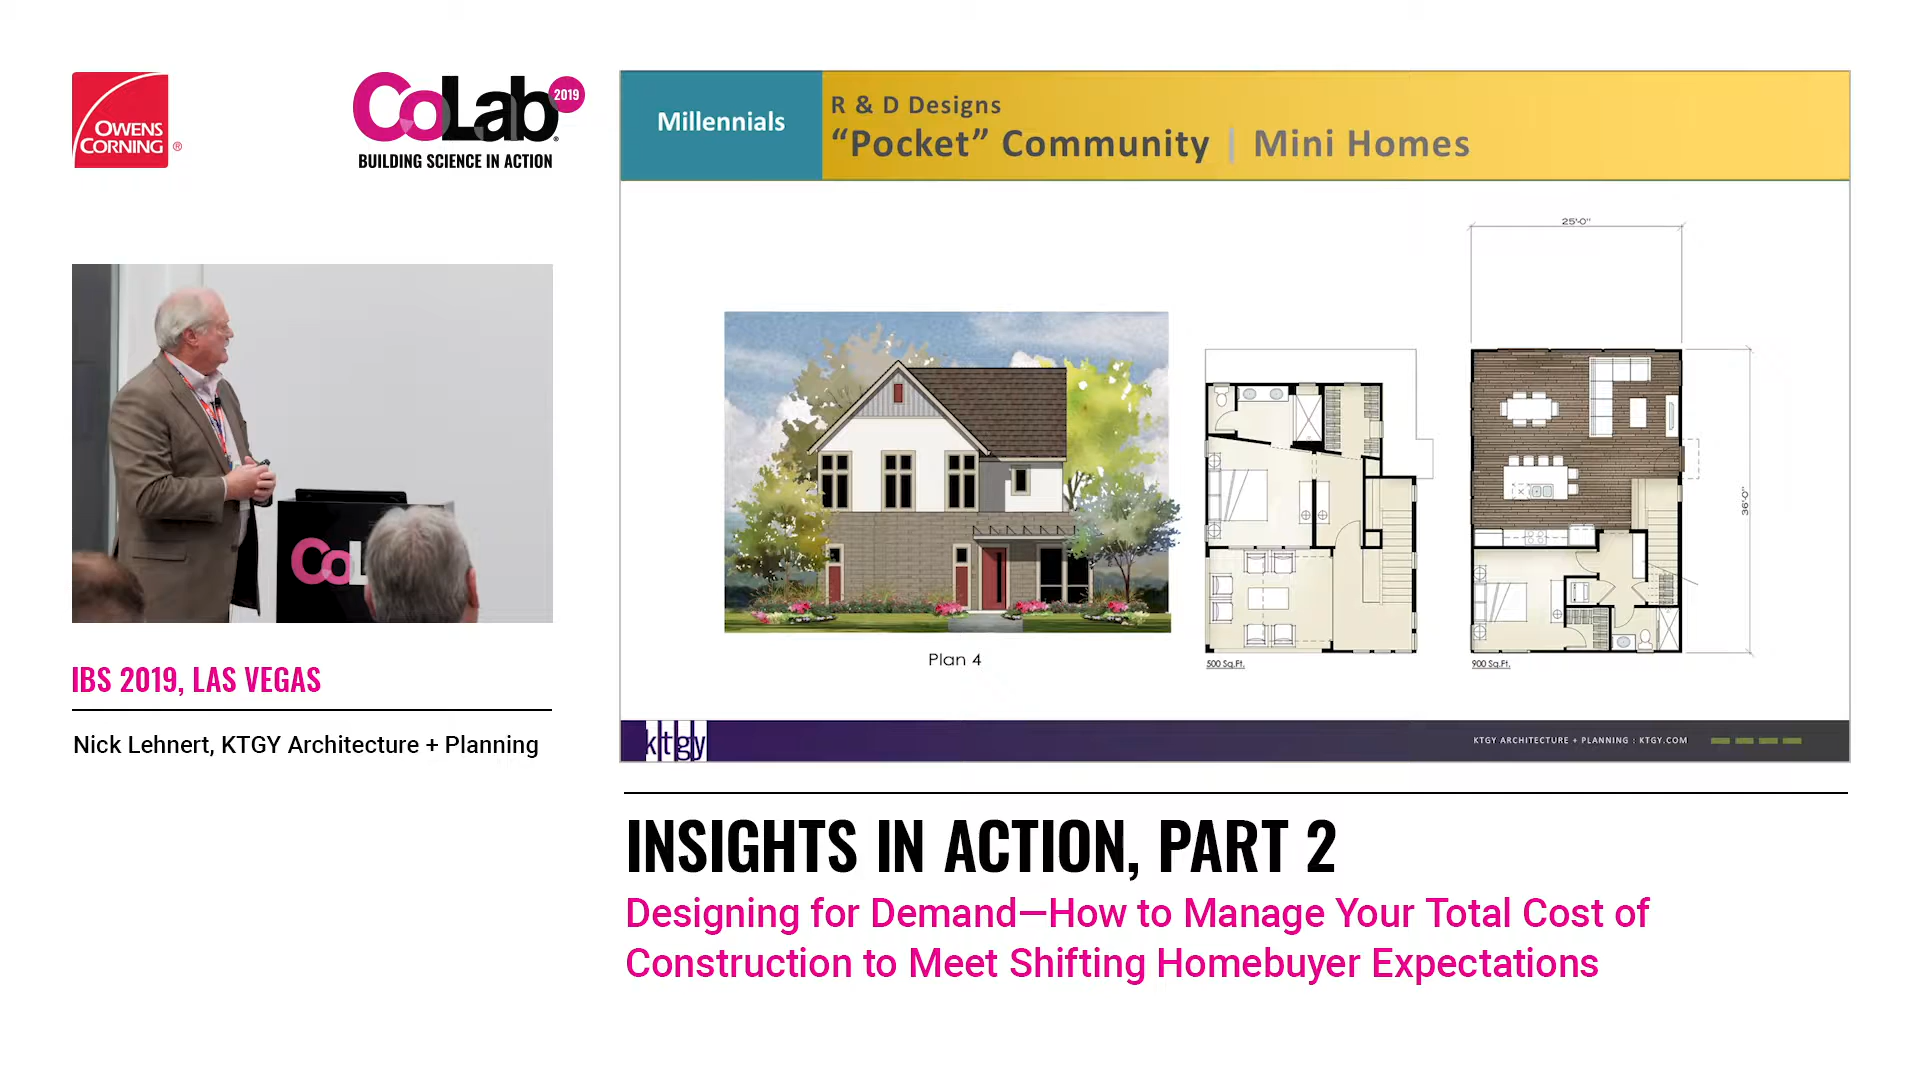 OWENS
CORNING
®
CoLab
2019
BUILDING SCIENCE IN ACTION
CoL
IBS 2019, LAS VEGAS
Nick Lehnert, KTGY Architecture + Planning
Millennials
R & D Designs
“Pocket” Community | Mini Homes
25'-0"
36'-0"
Plan 4
500 Sq.Ft.
900 Sq.Ft.
ktgy
KTGY ARCHITECTURE + PLANNING : KTGY.COM
INSIGHTS IN ACTION, PART 2
Designing for Demand—How to Manage Your Total Cost of
Construction to Meet Shifting Homebuyer Expectations